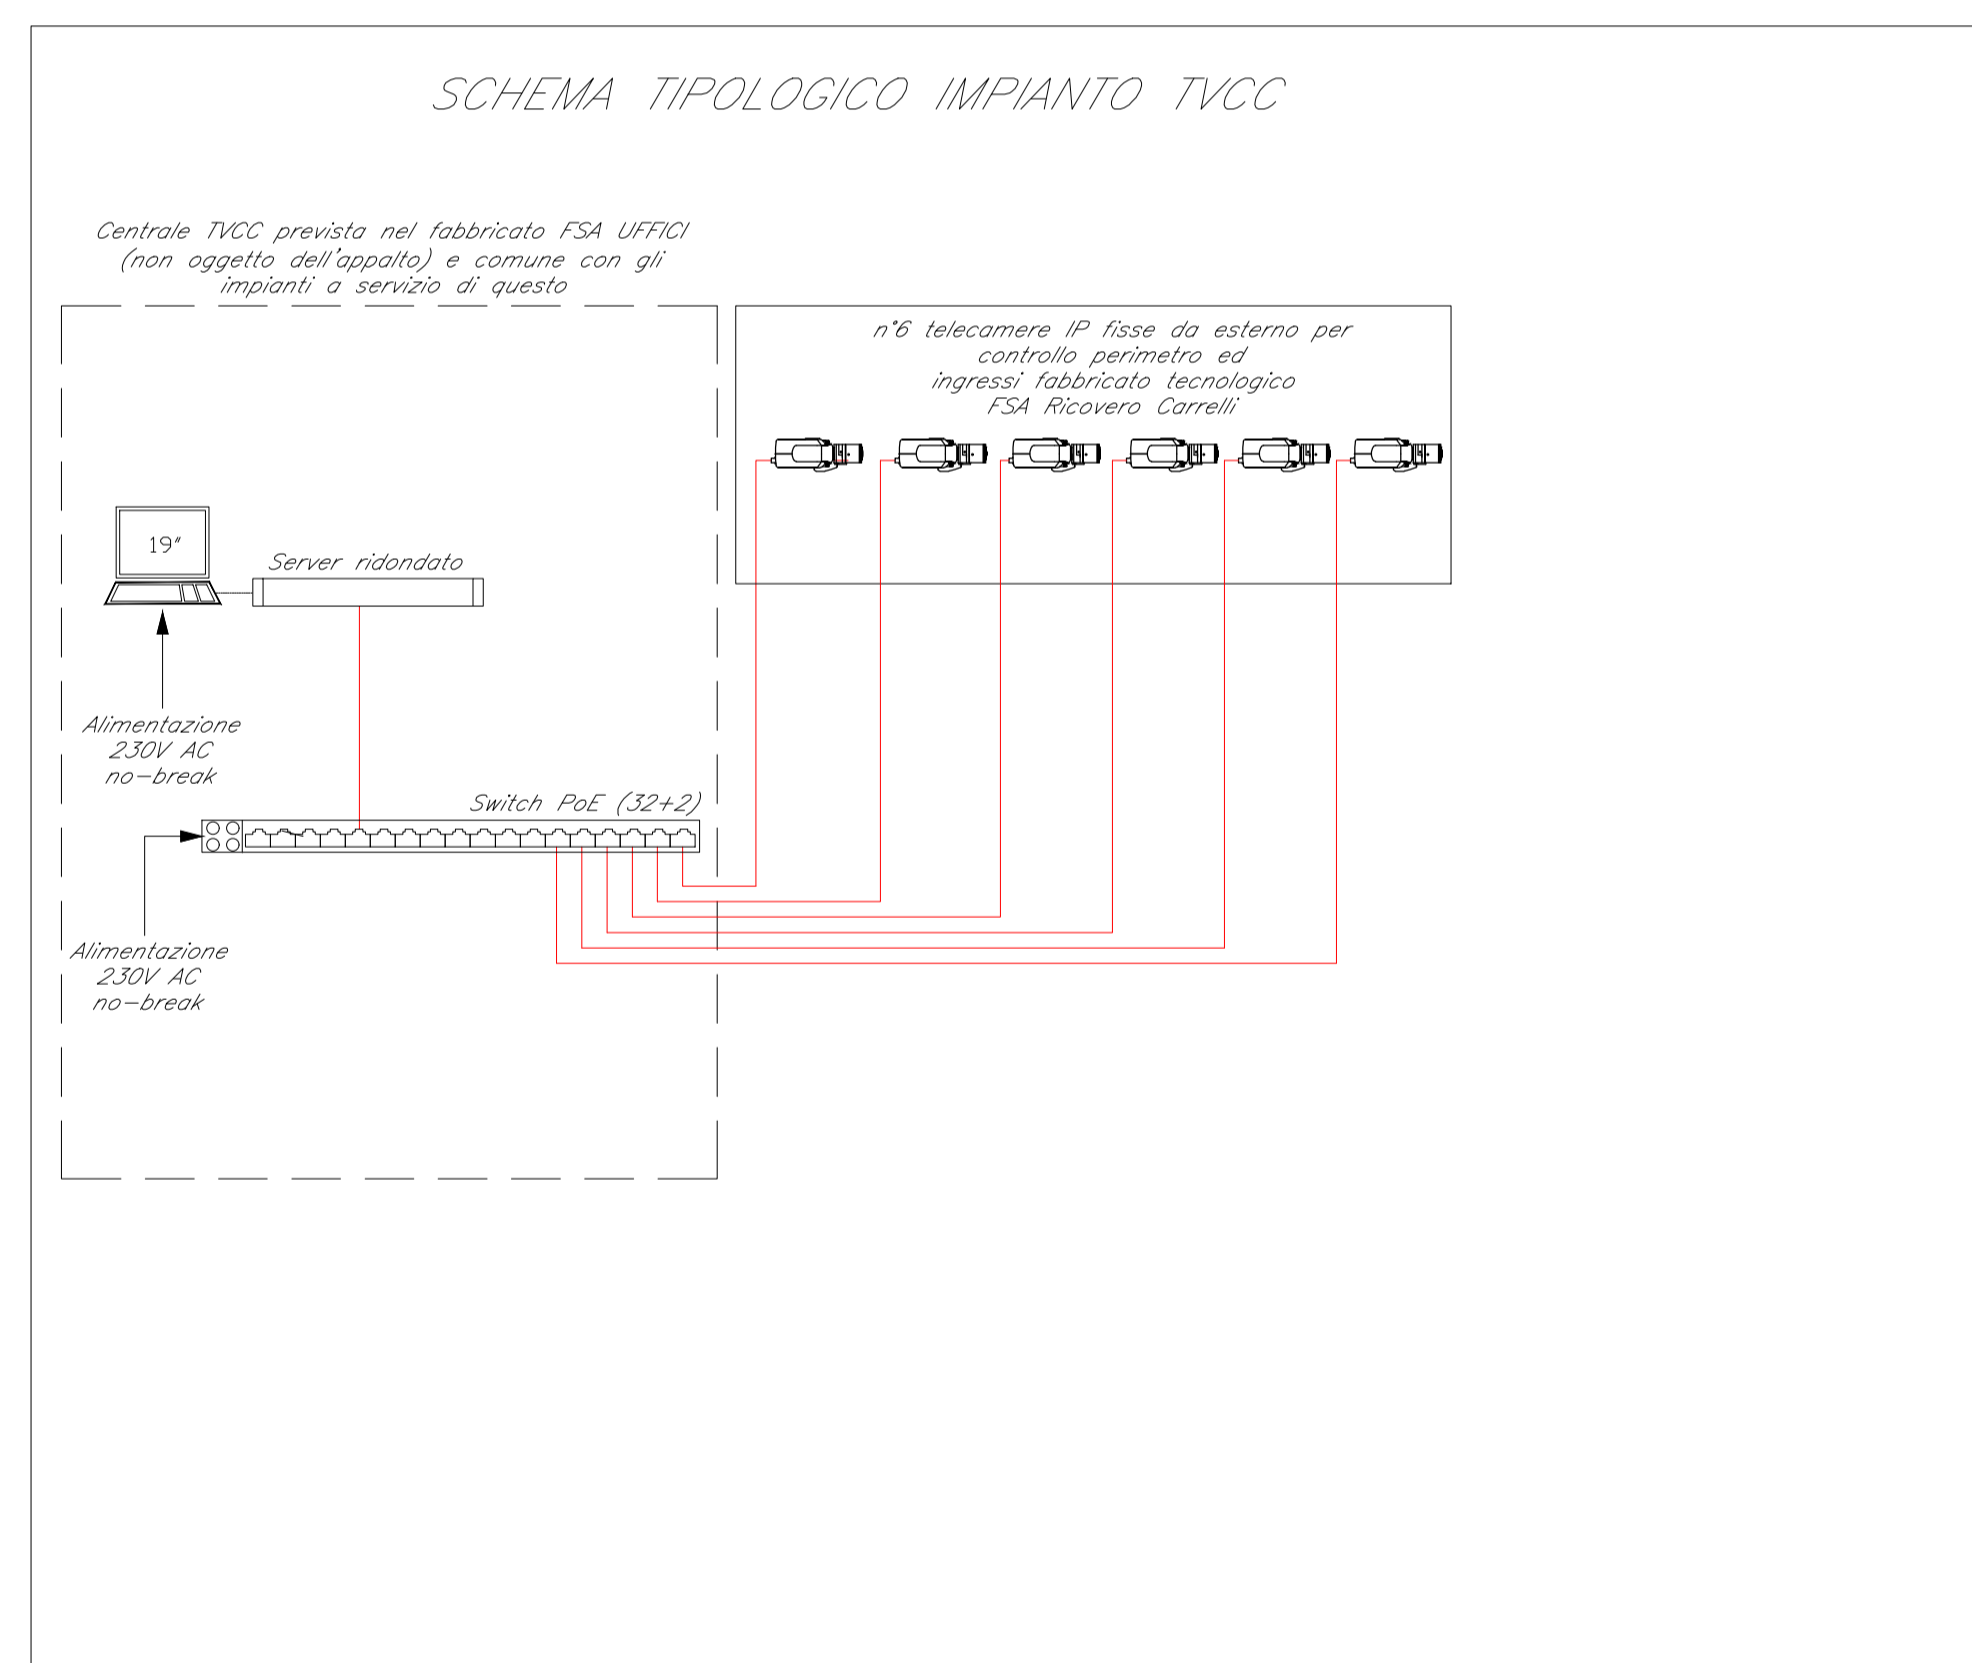 SCHEMA TIPOLOGICO IMPIANTO TVCC
Centrale TVCC prevista nel fabbricato FSA UFFICI
(non oggetto dell'appalto) e comune con gli
impianti a servizio di questo
n°6 telecamere IP fisse da esterno per
controllo perimetro ed
ingressi fabbricato tecnologico
FSA Ricovero Carrelli
19"
Server ridondato
Alimentazione
230V AC
no-break
Switch PoE (32+2)
Alimentazione
230V AC
no-break